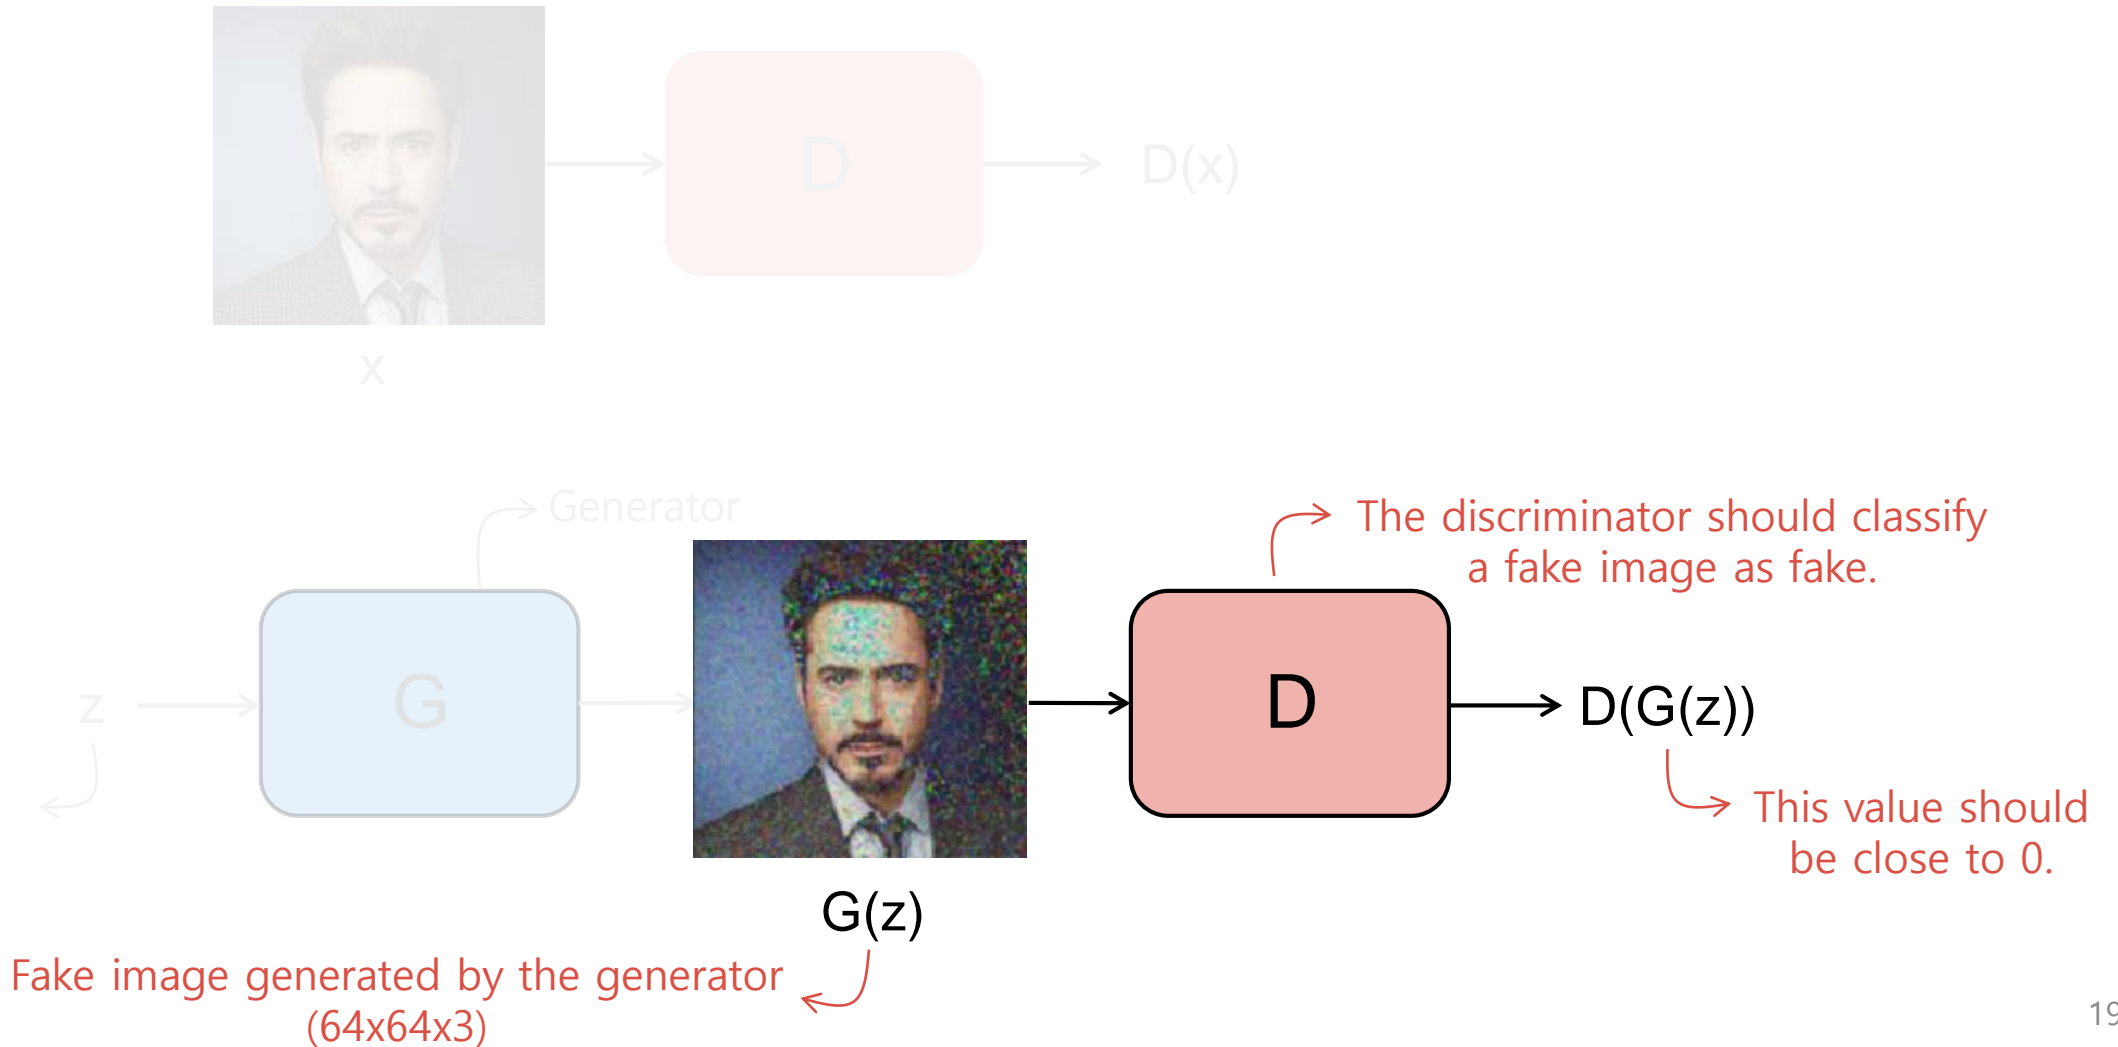 D
D(x)
x
Generator
The discriminator should classify
a fake image as fake.
z
G
D
D(G(z))
This value should
be close to 0.
G(z)
Fake image generated by the generator
(64x64x3)
19